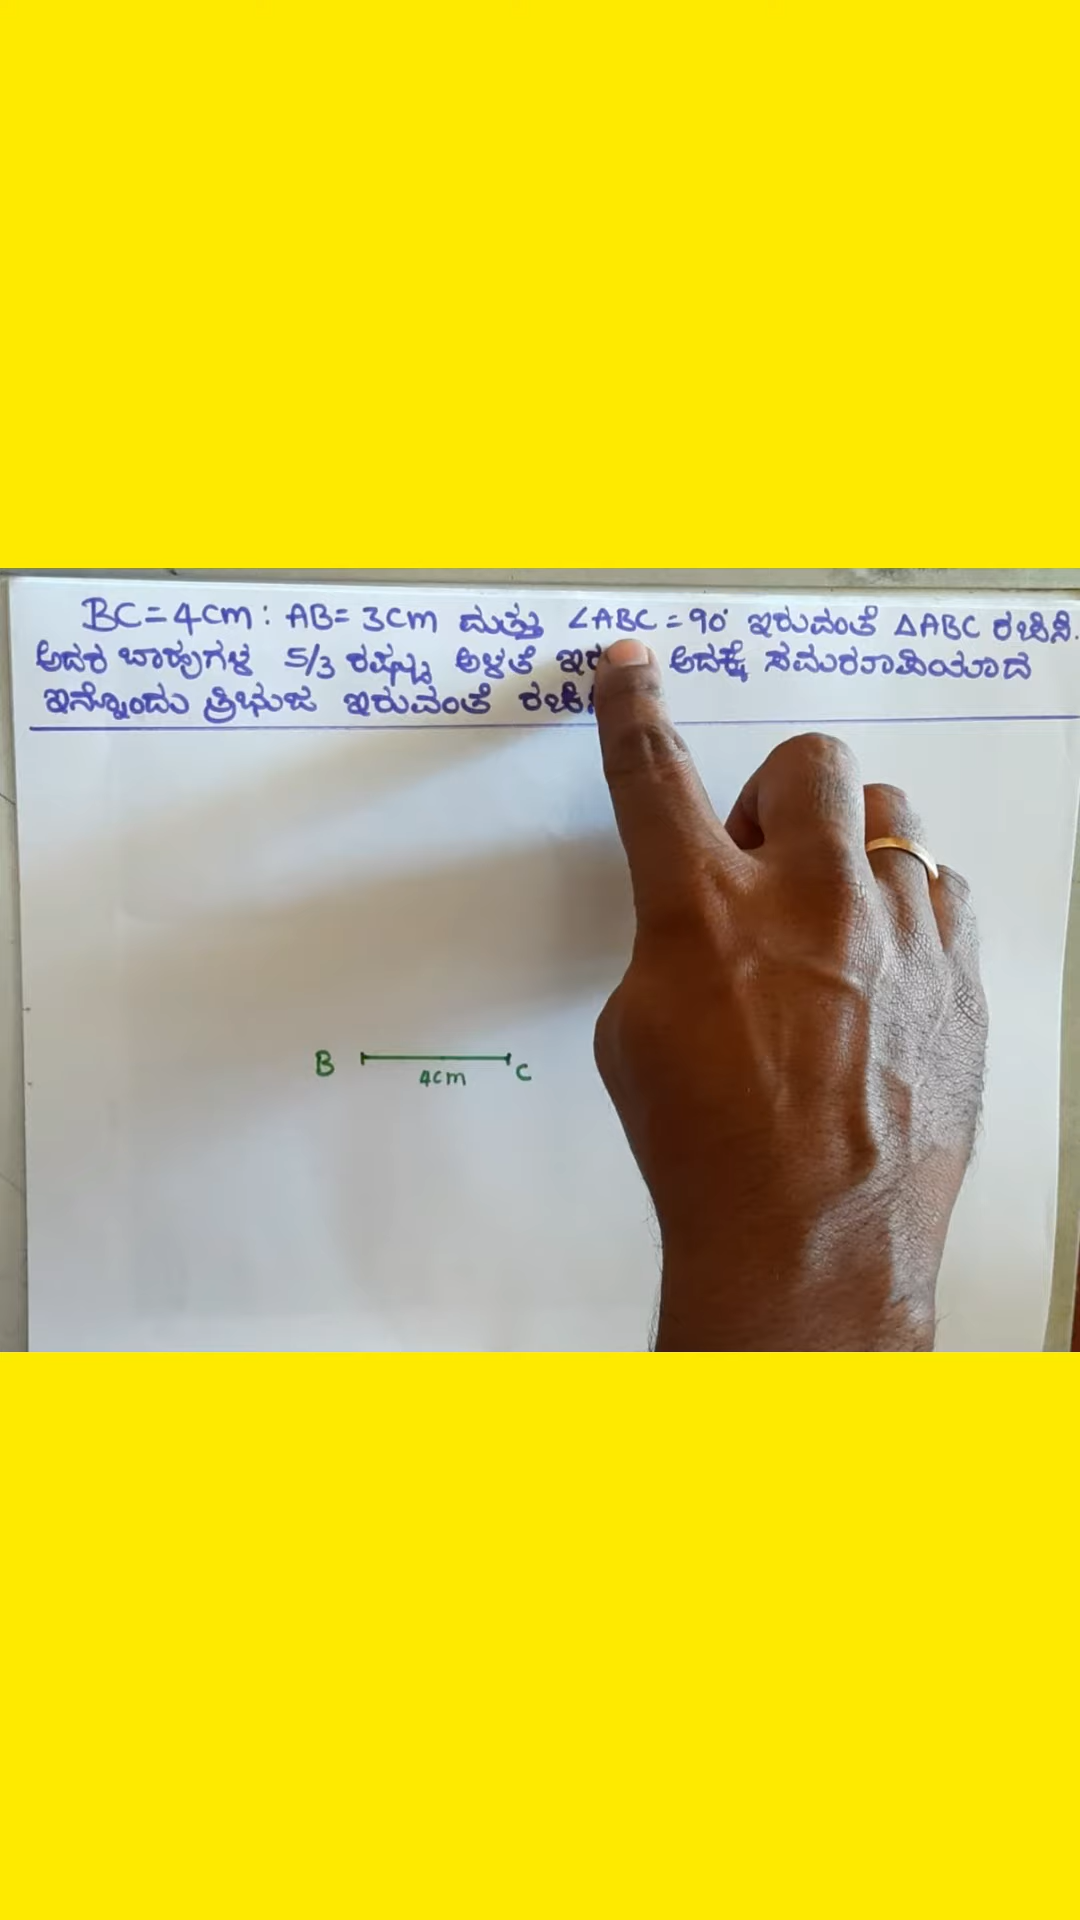 BC = 4cm : AB = 3cm ಮತ್ತು ∠ABC = 90° ಇರುವಂತೆ ΔABC ರಚಿಸಿ.
ಅದರ ಬಾಹುಗಳ 5/3 ರಷ್ಟು ಅಳತೆ ಅದಕ್ಕೆ ಸಮರೂಪಿಯಾದ
ಇನ್ನೊಂದು ತ್ರಿಭುಜ ಇರುವಂತೆ
B
4cm
C